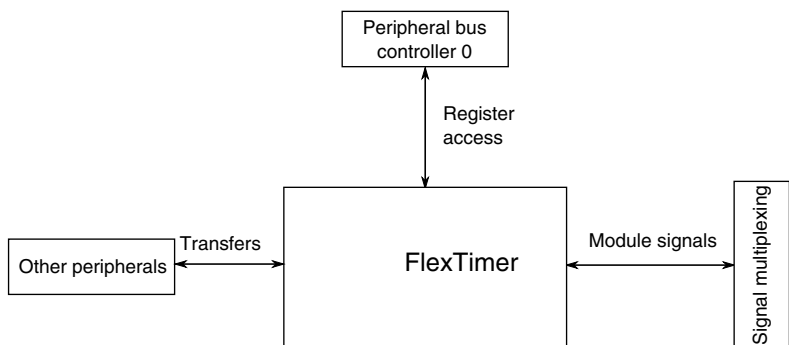 Peripheral bus
controller 0
Register
access
Transfers
Other peripherals
FlexTimer
Module signals
Signal multiplexing